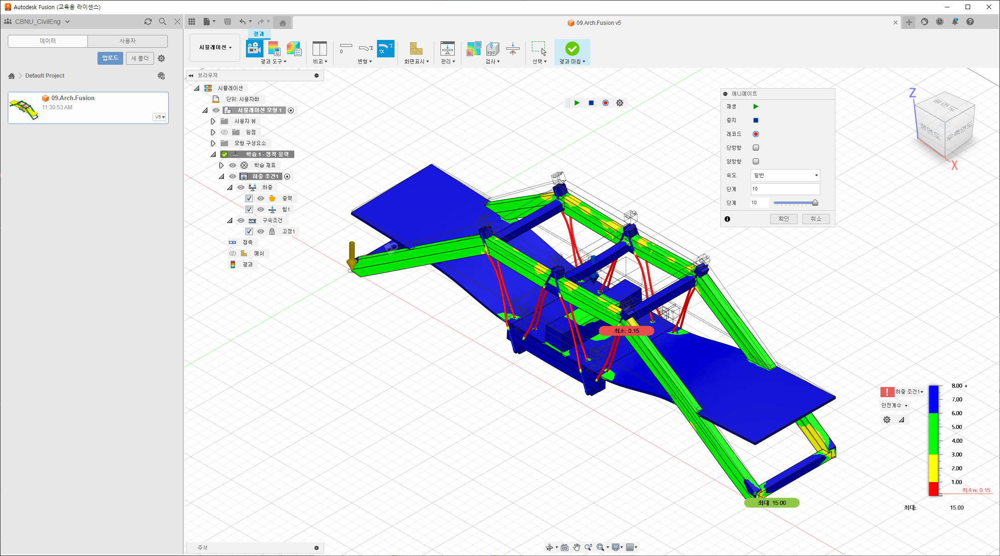 Autodesk Fusion (교육용 라이센스)
CBNU_CivilEng
09.Arch.Fusion v5
데이터
사용자
업로드
새 폴더
Default Project
09.Arch.Fusion
11:30:53 AM
V5
시뮬레이션
결과
결과 도구
비교
0
1X
변형
화면표시
관리
xyz
검사
선택
결과 마침
브라우저
시뮬레이션
단위: 사용자화
시뮬레이션 모형 1
사용자 뷰
원점
모형 구성요소
학습 1 - 정적 응력
학습 재료
하중 조건1
하중
중력
힘1
구속조건
고정1
접촉
메쉬
결과
애니메이트
재생
중지
레코드
단방향
양방향
속도
일반
단계
10
단계
10
확인
취소
Z
평면도
정면도
우측면도
X
최소: 0.15
최대: 15.00
하중 조건1
안전계수
8.00 +
7.00
6.00
5.00
4.00
3.00
2.00
1.00
최소n: 0.15
최대:
15.00
주석